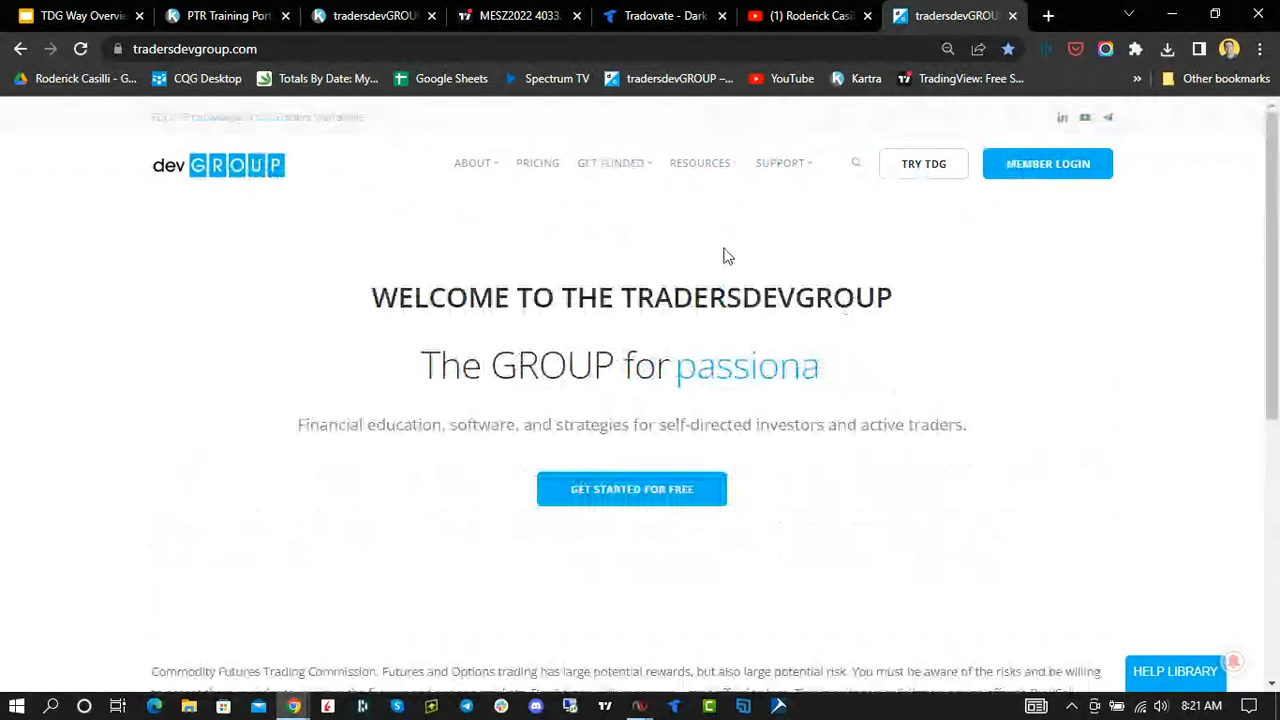 TDG Way Overvie
PTR Training Port
tradersdevGROUP
MESZ2022 4033.
Tradovate - Dark
(1) Roderick Casil
tradersdevGROUP
tradersdevgroup.com
Roderick Casilli - G...
CQG Desktop
Totals By Date: My...
Google Sheets
Spectrum TV
tradersdevGROUP –...
YouTube
Kartra
TradingView: Free S...
»
Other bookmarks
dev GROUP
ABOUT
PRICING
GET FUNDED
RESOURCES
SUPPORT
TRY TDG
MEMBER LOGIN
WELCOME TO THE TRADERSDEVGROUP
The GROUP for passiona
Financial education, software, and strategies for self-directed investors and active traders.
GET STARTED FOR FREE
Commodity Futures Trading Commission. Futures and Options trading has large potential rewards, but also large potential risk. You must be aware of the risks and be willing
HELP LIBRARY
8:21 AM